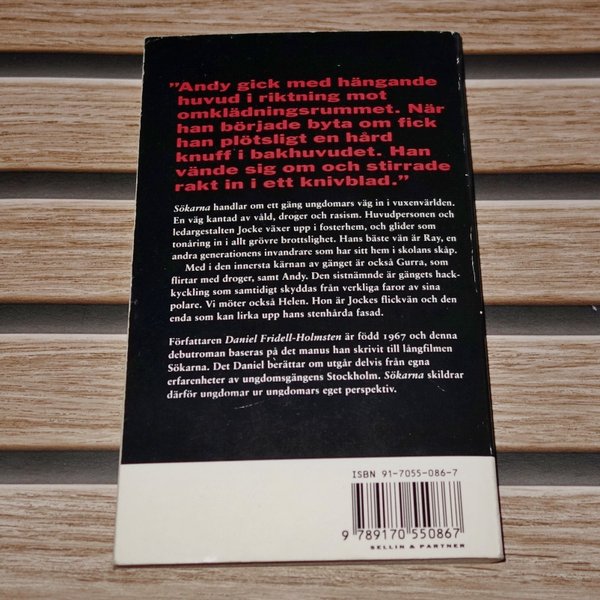 ”Andy gick med hängande
huvud i riktning mot
omklädningsrummet. När
han började byta om fick
han plötsligt en hård
knuff i bakhuvudet. Han
vände sig om och stirrade
rakt in i ett knivblad.”
Sökarna handlar om ett gäng ungdomars väg in i vuxenvärlden.
En väg kantad av våld, droger och rasism. Huvudpersonen och
ledargestalten Jocke växer upp i fosterhem, och glider som
tonåring in i allt grövre brottslighet. Hans bäste vän är Ray, en
andra generationens invandrare som har sitt hem i skolans skåp.
Med i den innersta kärnan av gänget är också Gurra, som
flirtar med droger, samt Andy. Den sistnämnde är gängets hack-
kyckling som samtidigt skyddas från verkliga faror av sina
polare. Vi möter också Helen. Hon är Jockes flickvän och den
enda som kan lirka upp hans stenhårda fasad.
Författaren Daniel Fridell-Holmsten är född 1967 och denna
debutroman baseras på det manus han skrivit till långfilmen
Sökarna. Det Daniel berättar om utgår delvis från egna
erfarenheter av ungdomsgängens Stockholm. Sökarna skildrar
därför ungdomar ur ungdomars eget perspektiv.
ISBN 91-7055-086-7
9 789170 550867
SELLIN & PARTNER